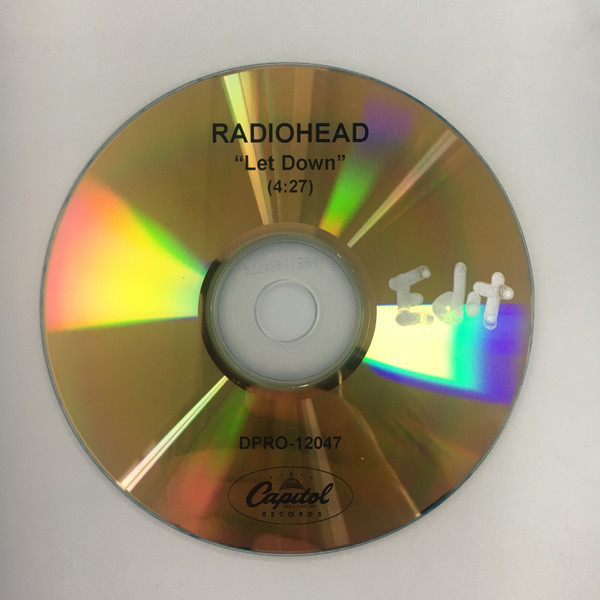 RADIOHEAD
“Let Down”
(4:27)
Edit
DPRO-12047
Capitol
RECORDS